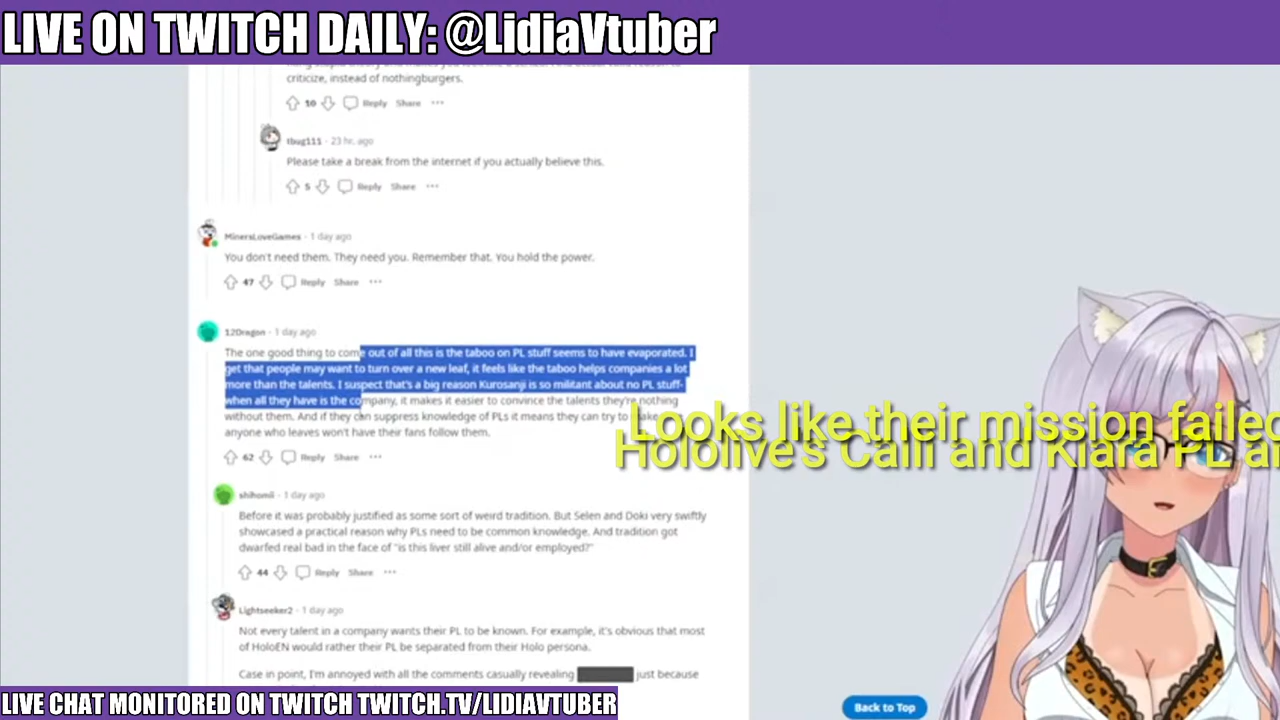 LIVE ON TWITCH DAILY: @LidiaVtuber
criticize, instead of nothingburgers.
10 Reply Share ...
tbug111 · 23 hr. ago
Please take a break from the internet if you actually believe this.
5 Reply Share ...
MinersLoveGames · 1 day ago
You don't need them. They need you. Remember that. You hold the power.
47 Reply Share ...
12Dragon · 1 day ago
The one good thing to come out of all this is the taboo on PL stuff seems to have evaporated. I
get that people may want to turn over a new leaf, it feels like the taboo helps companies a lot
more than the talents. I suspect that's a big reason Kurosanji is so militant about no PL stuff-
when all they have is the company, it makes it easier to convince the talents they're nothing
without them. And if they can suppress knowledge of PLs it means they can try to make
anyone who leaves won't have their fans follow them.
Looks like their mission failed
Hololive's Calli and Kiara PL a
62 Reply Share ...
shihomii · 1 day ago
Before it was probably justified as some sort of weird tradition. But Selen and Doki very swiftly
showcased a practical reason why PLs need to be common knowledge. And tradition got
dwarfed real bad in the face of "is this liver still alive and/or employed?"
44 Reply Share ...
Lightseeker2 · 1 day ago
Not every talent in a company wants their PL to be known. For example, it's obvious that most
of HoloEN would rather their PL be separated from their Holo persona.
Case in point, I'm annoyed with all the comments casually revealing just because
Back to Top
LIVE CHAT MONITORED ON TWITCH TWITCH.TV/LIDIAVTUBER